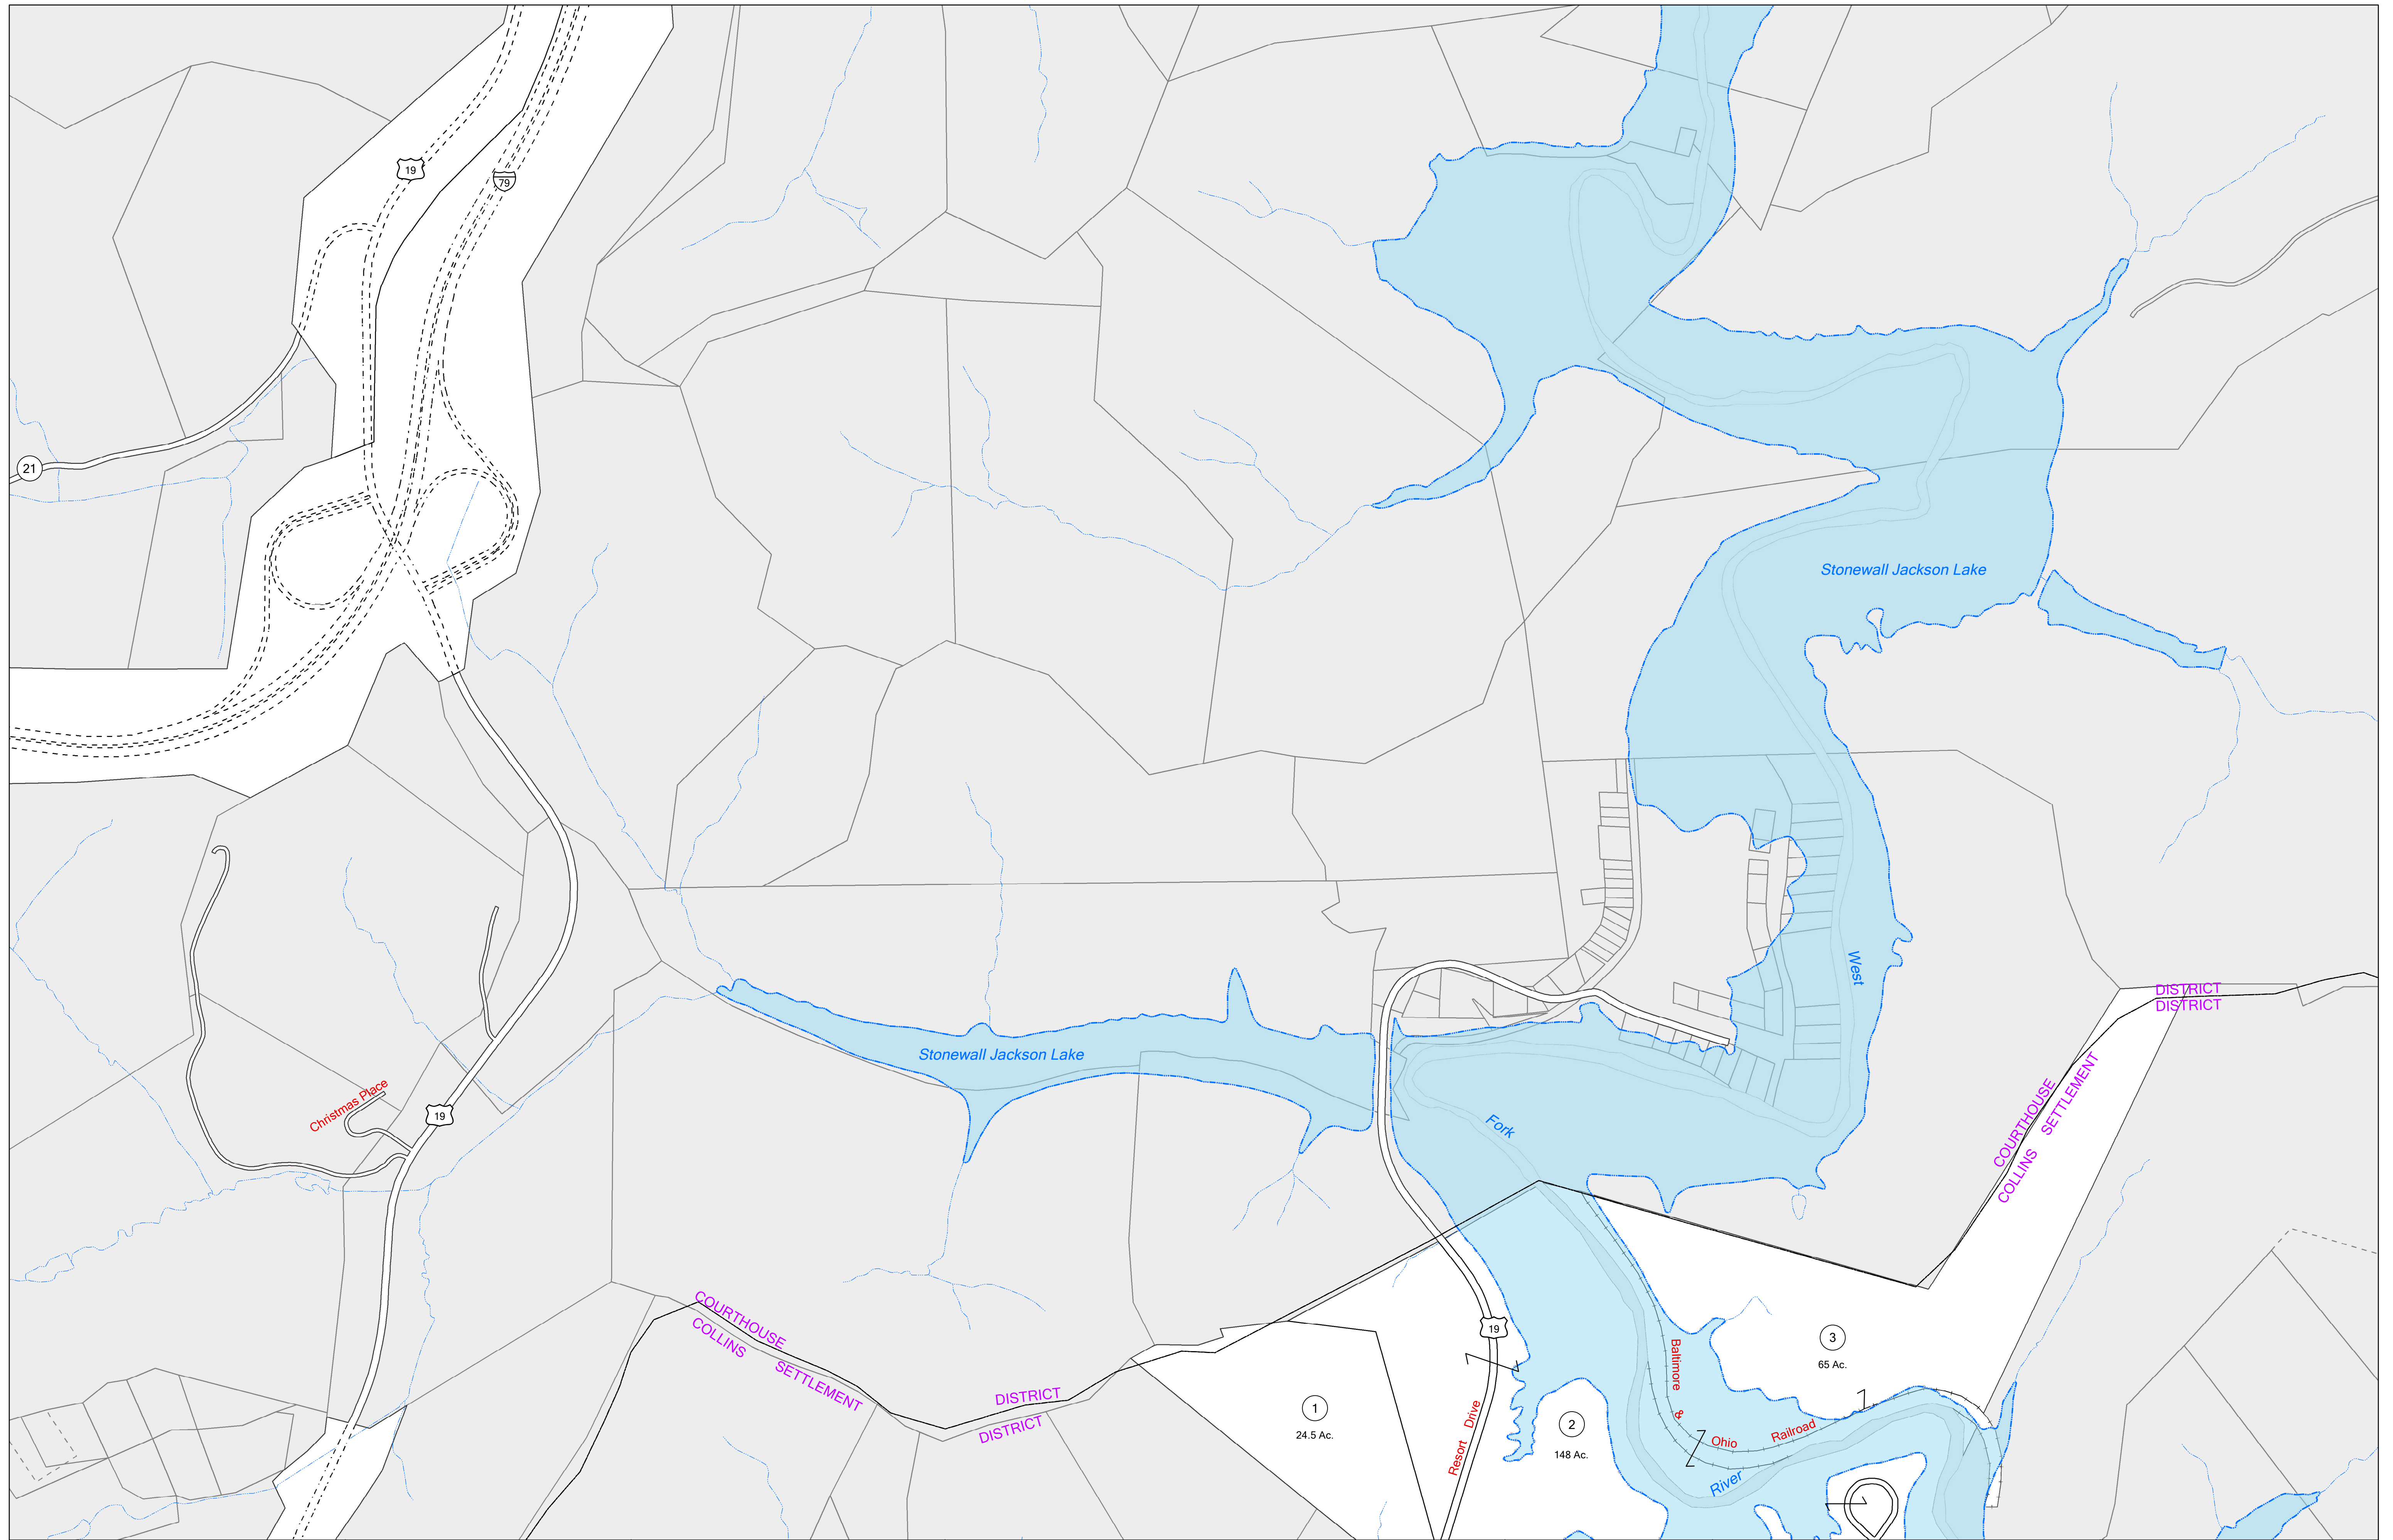 19
79
21
Stonewall Jackson Lake
West
DISTRICT
DISTRICT
Stonewall Jackson Lake
COURTHOUSE
SETTLEMENT
COLLINS
Christmas Place
19
Fork
COURTHOUSE
COLLINS SETTLEMENT
DISTRICT
DISTRICT
19
Resort Drive
1
24.5 Ac.
2
148 Ac.
3
65 Ac.
Baltimore & Ohio Railroad
River